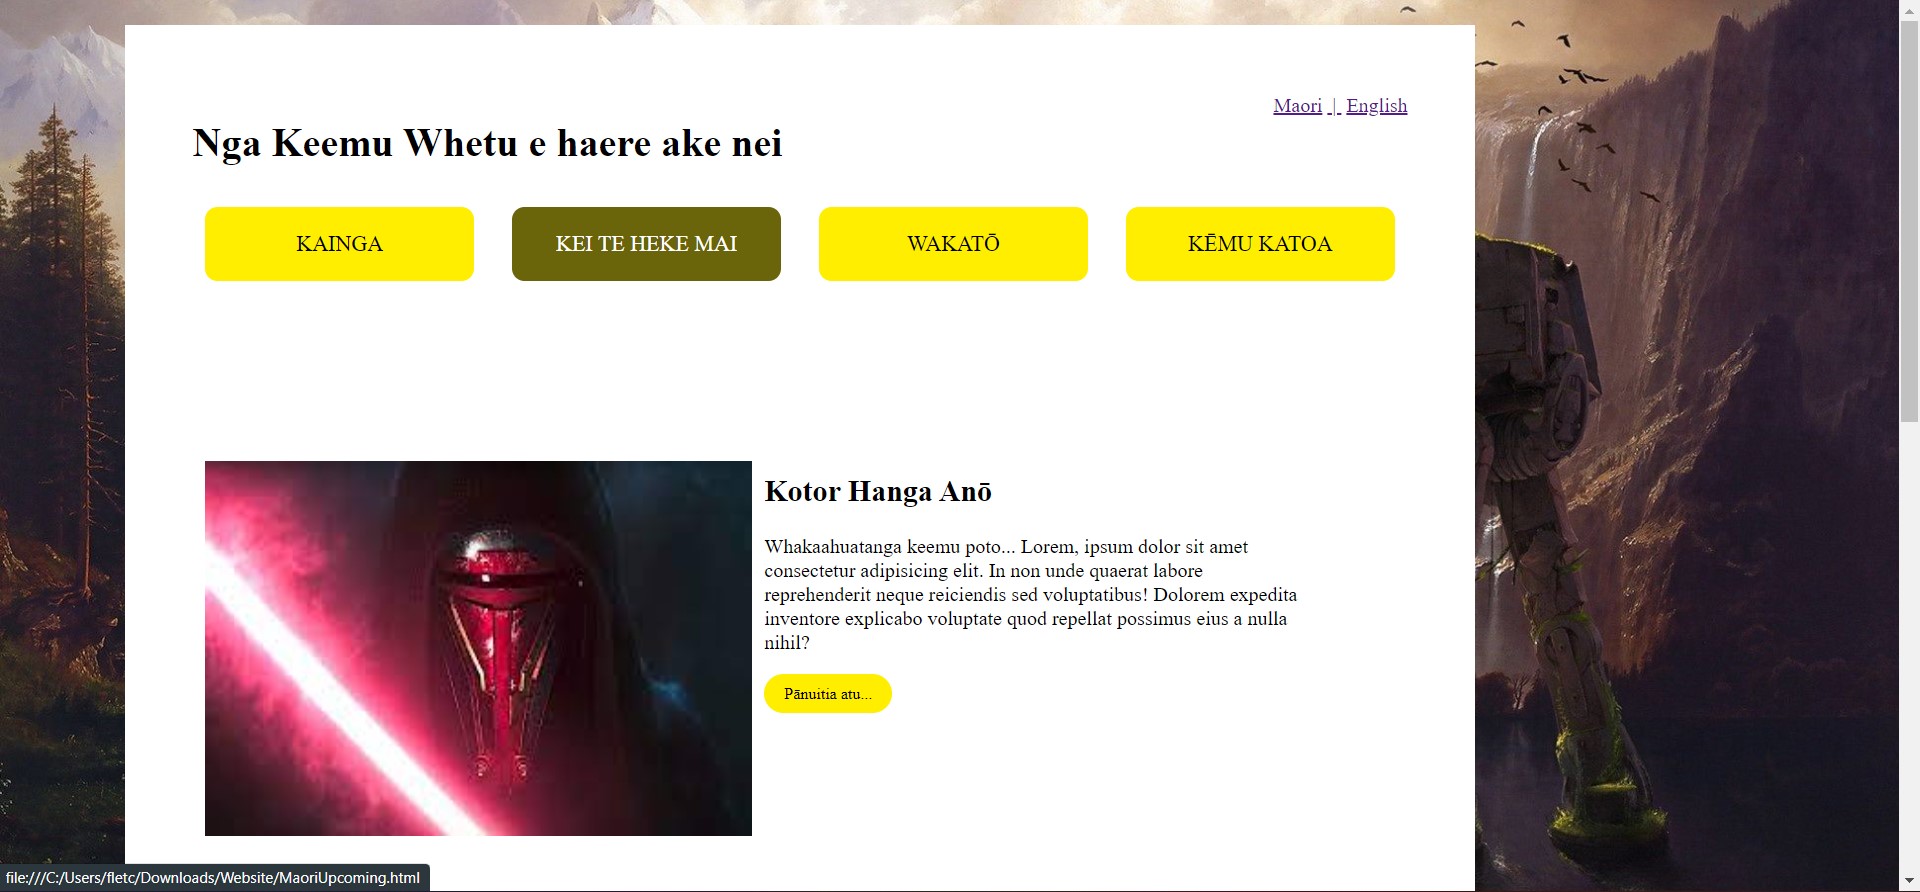 Maori | English
Nga Keemu Whetu e haere ake nei
KAINGA
KEI TE HEKE MAI
WAKATŌ
KĒMU KATOA
Kotor Hanga Anō
Whakaahuatanga keemu poto... Lorem, ipsum dolor sit amet
consectetur adipisicing elit. In non unde quaerat labore
reprehenderit neque reiciendis sed voluptatibus! Dolorem expedita
inventore explicabo voluptate quod repellat possimus eius a nulla
nihil?
Pānuitia atu...
file:///C:/Users/fletc/Downloads/Website/MaoriUpcoming.html